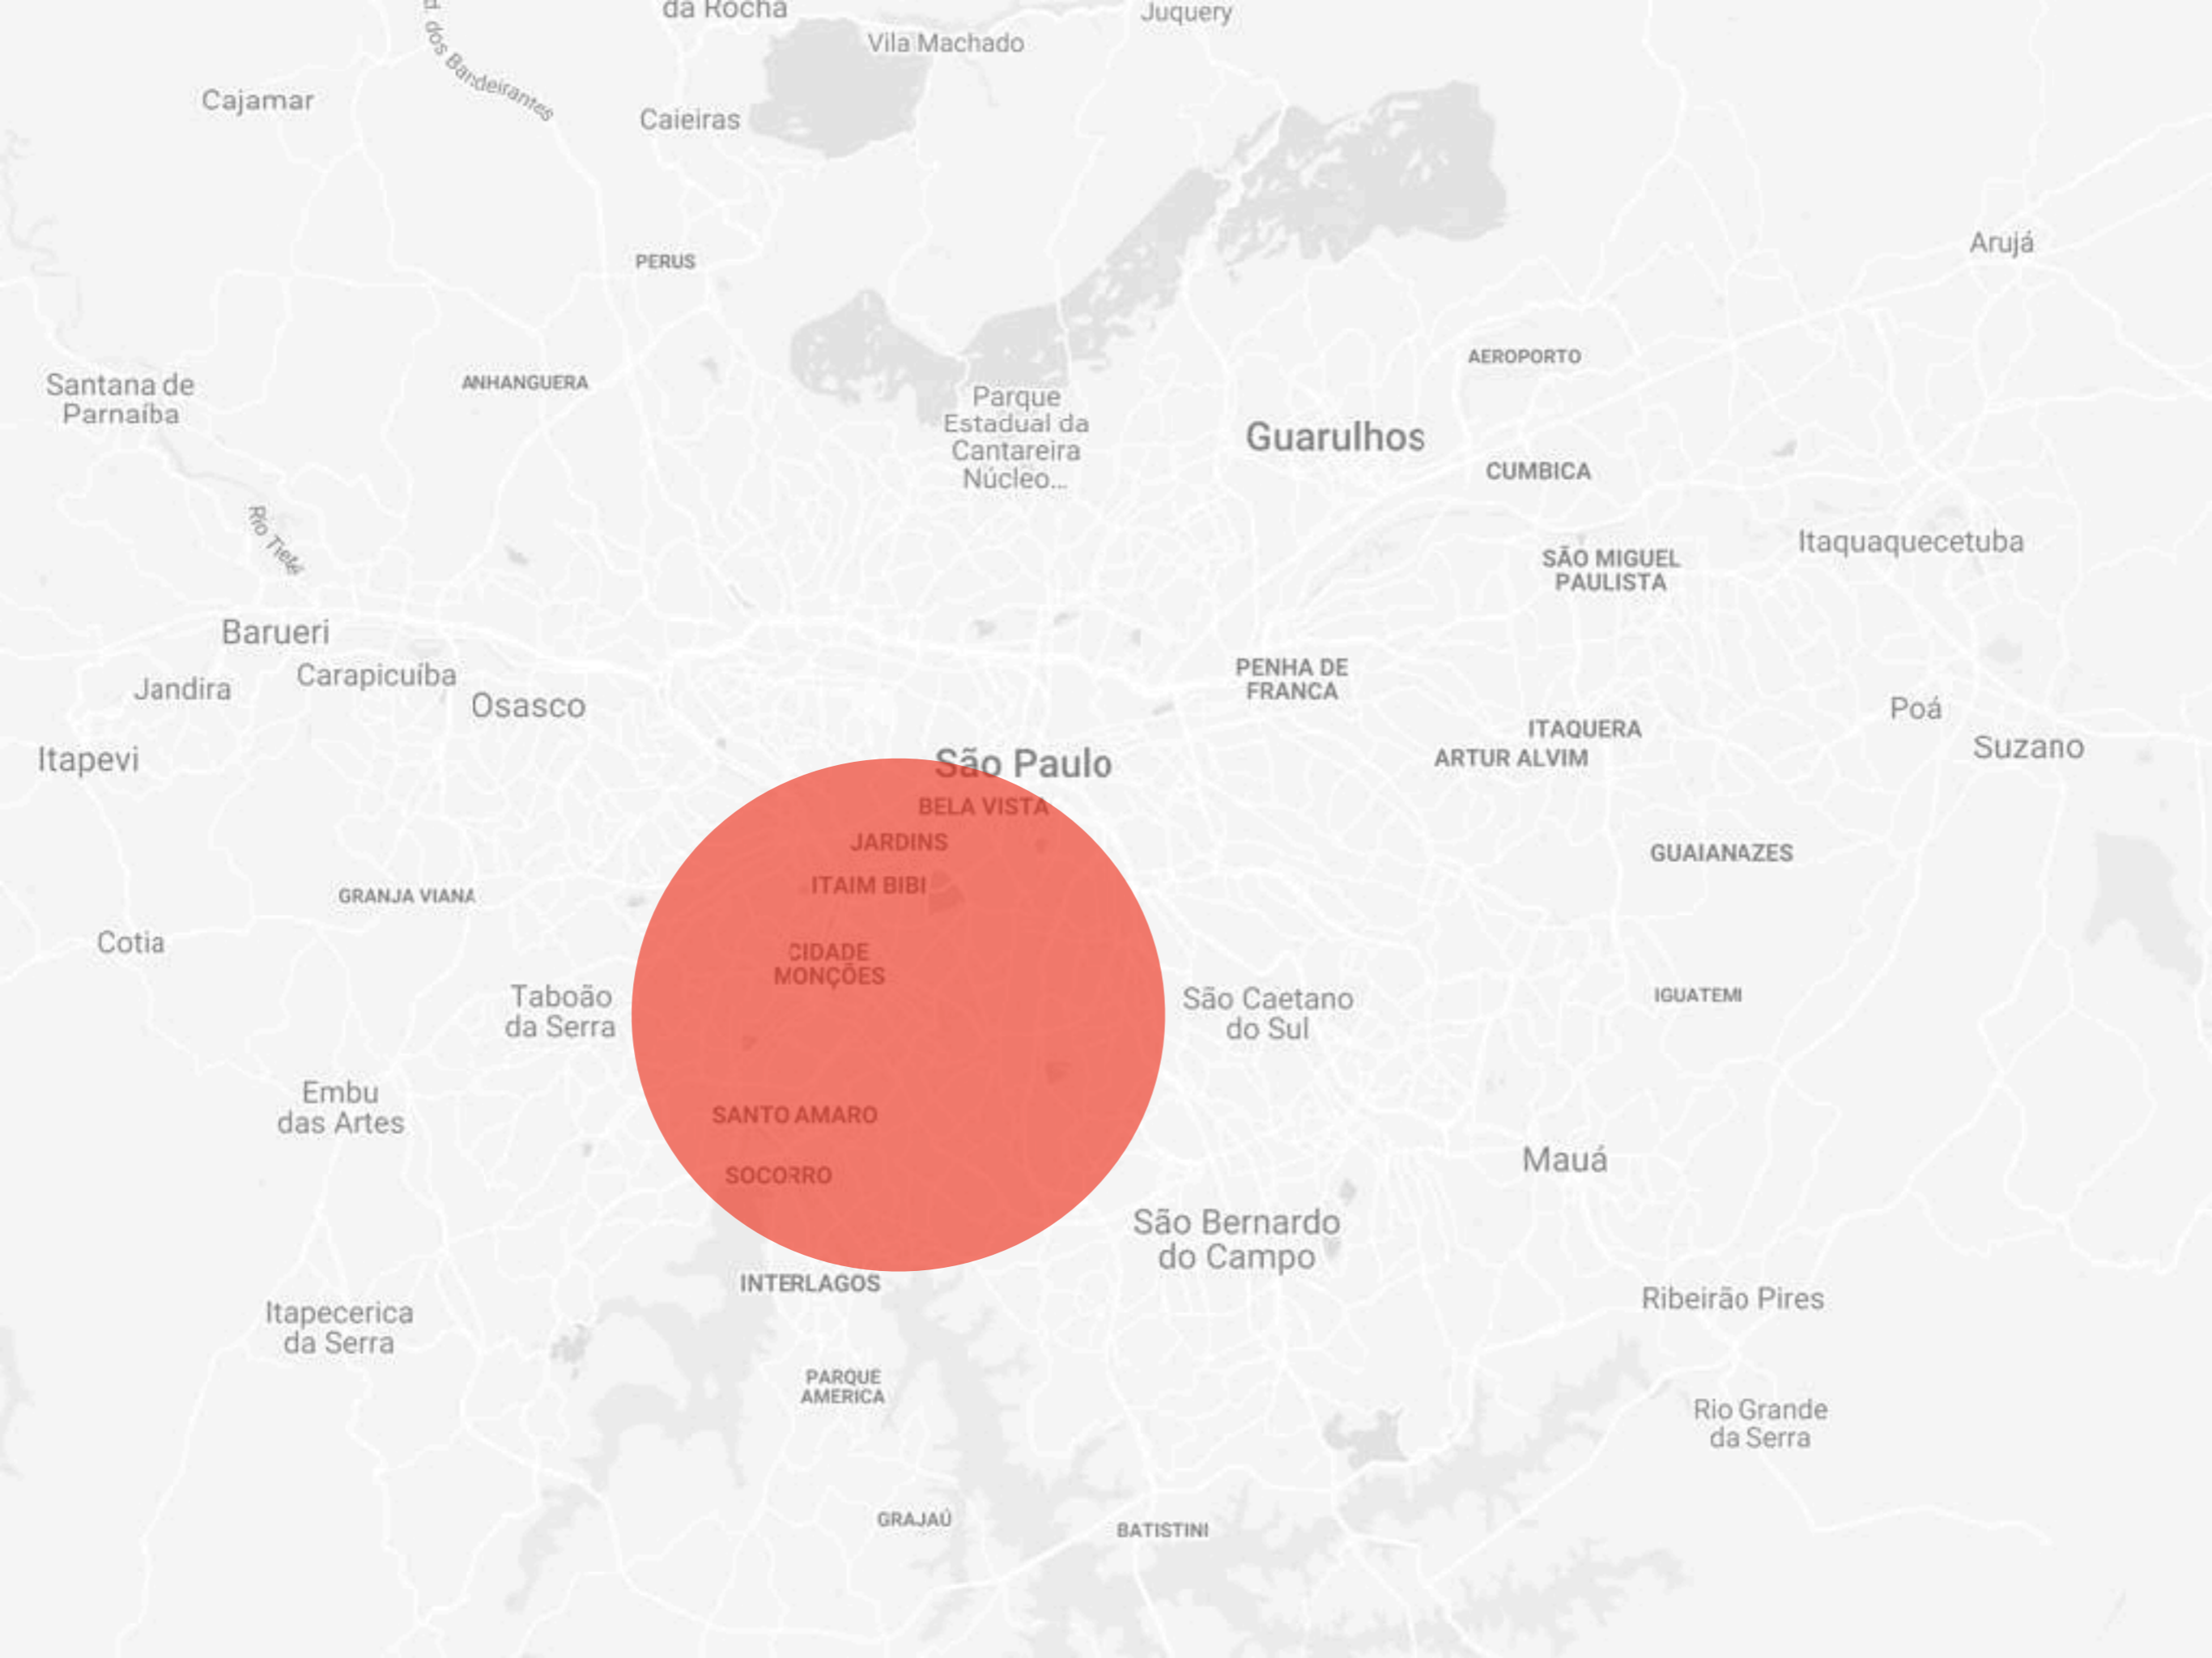 da Rocha
Juquery
d. dos Bandeirantes
Vila Machado
Cajamar
Caieiras
PERUS
Arujá
AEROPORTO
ANHANGUERA
Santana de
Parnaíba
Parque
Estadual da
Cantareira
Núcleo...
Guarulhos
CUMBICA
Rio Tietê
Itaquaquecetuba
SÃO MIGUEL
PAULISTA
Barueri
Carapicuíba
Jandira
Osasco
PENHA DE
FRANCA
Poá
ITAQUERA
Suzano
ARTUR ALVIM
Itapevi
São Paulo
BELA VISTA
JARDINS
GUAIANAZES
ITAIM BIBI
GRANJA VIANA
Cotia
CIDADE
MONÇÕES
Taboão
da Serra
São Caetano
do Sul
IGUATEMI
Embu
das Artes
SANTO AMARO
Mauá
SOCORRO
São Bernardo
do Campo
INTERLAGOS
Ribeirão Pires
Itapecerica
da Serra
PARQUE
AMERICA
Rio Grande
da Serra
GRAJAÚ
BATISTINI